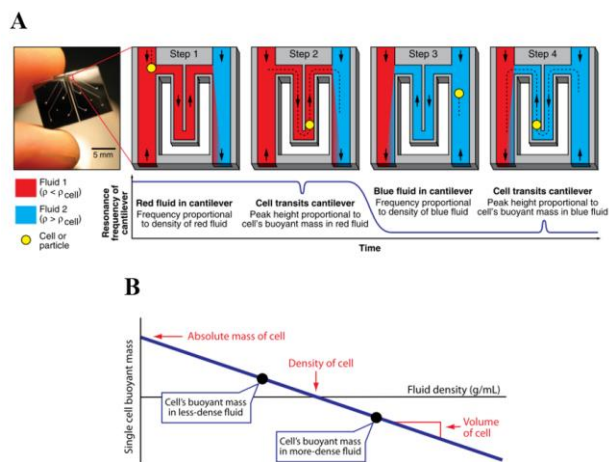 A
Step 1
Step 2
Step 3
Step 4
5 mm
Fluid 1
(ρ < ρcell)
Fluid 2
(ρ > ρcell)
Cell or
particle
Resonance
frequency of
cantilever
Red fluid in cantilever
Frequency proportional
to density of red fluid
Cell transits cantilever
Peak height proportional to
cell's buoyant mass in red fluid
Blue fluid in cantilever
Frequency proportional
to density of blue fluid
Cell transits cantilever
Peak height proportional to
cell's buoyant mass in blue fluid
Time
B
Single cell buoyant mass
Absolute mass of cell
Density of cell
Fluid density (g/mL)
Cell's buoyant mass
in less-dense fluid
Volume
of cell
Cell's buoyant mass
in more-dense fluid